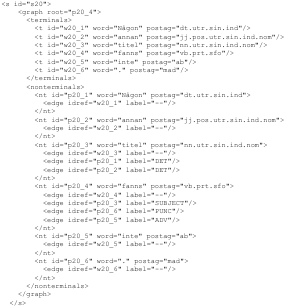 <s id="s20">
<graph root="p20_4">
<terminals>
<t id="w20_1" word="Någon" postag="dt.utr.sin.ind"/>
<t id="w20_2" word="annan" postag="jj.pos.utr.sin.ind.nom"/>
<t id="w20_3" word="titel" postag="nn.utr.sin.ind.nom"/>
<t id="w20_4" word="fanns" postag="vb.prt.sfo"/>
<t id="w20_5" word="inte" postag="ab"/>
<t id="w20_6" word="." postag="mad"/>
</terminals>
<nonterminals>
<nt id="p20_1" word="Någon" postag="dt.utr.sin.ind">
<edge idref="w20_1" label="--"/>
</nt>
<nt id="p20_2" word="annan" postag="jj.pos.utr.sin.ind.nom">
<edge idref="w20_2" label="--"/>
</nt>
<nt id="p20_3" word="titel" postag="nn.utr.sin.ind.nom">
<edge idref="w20_3" label="--"/>
<edge idref="p20_1" label="DET"/>
<edge idref="p20_2" label="DET"/>
</nt>
<nt id="p20_4" word="fanns" postag="vb.prt.sfo">
<edge idref="w20_4" label="--"/>
<edge idref="p20_3" label="SUBJECT"/>
<edge idref="p20_6" label="PUNC"/>
<edge idref="p20_5" label="ADV"/>
</nt>
<nt id="p20_5" word="inte" postag="ab">
<edge idref="w20_5" label="--"/>
</nt>
<nt id="p20_6" word="." postag="mad">
<edge idref="w20_6" label="--"/>
</nt>
</nonterminals>
</graph>
</s>